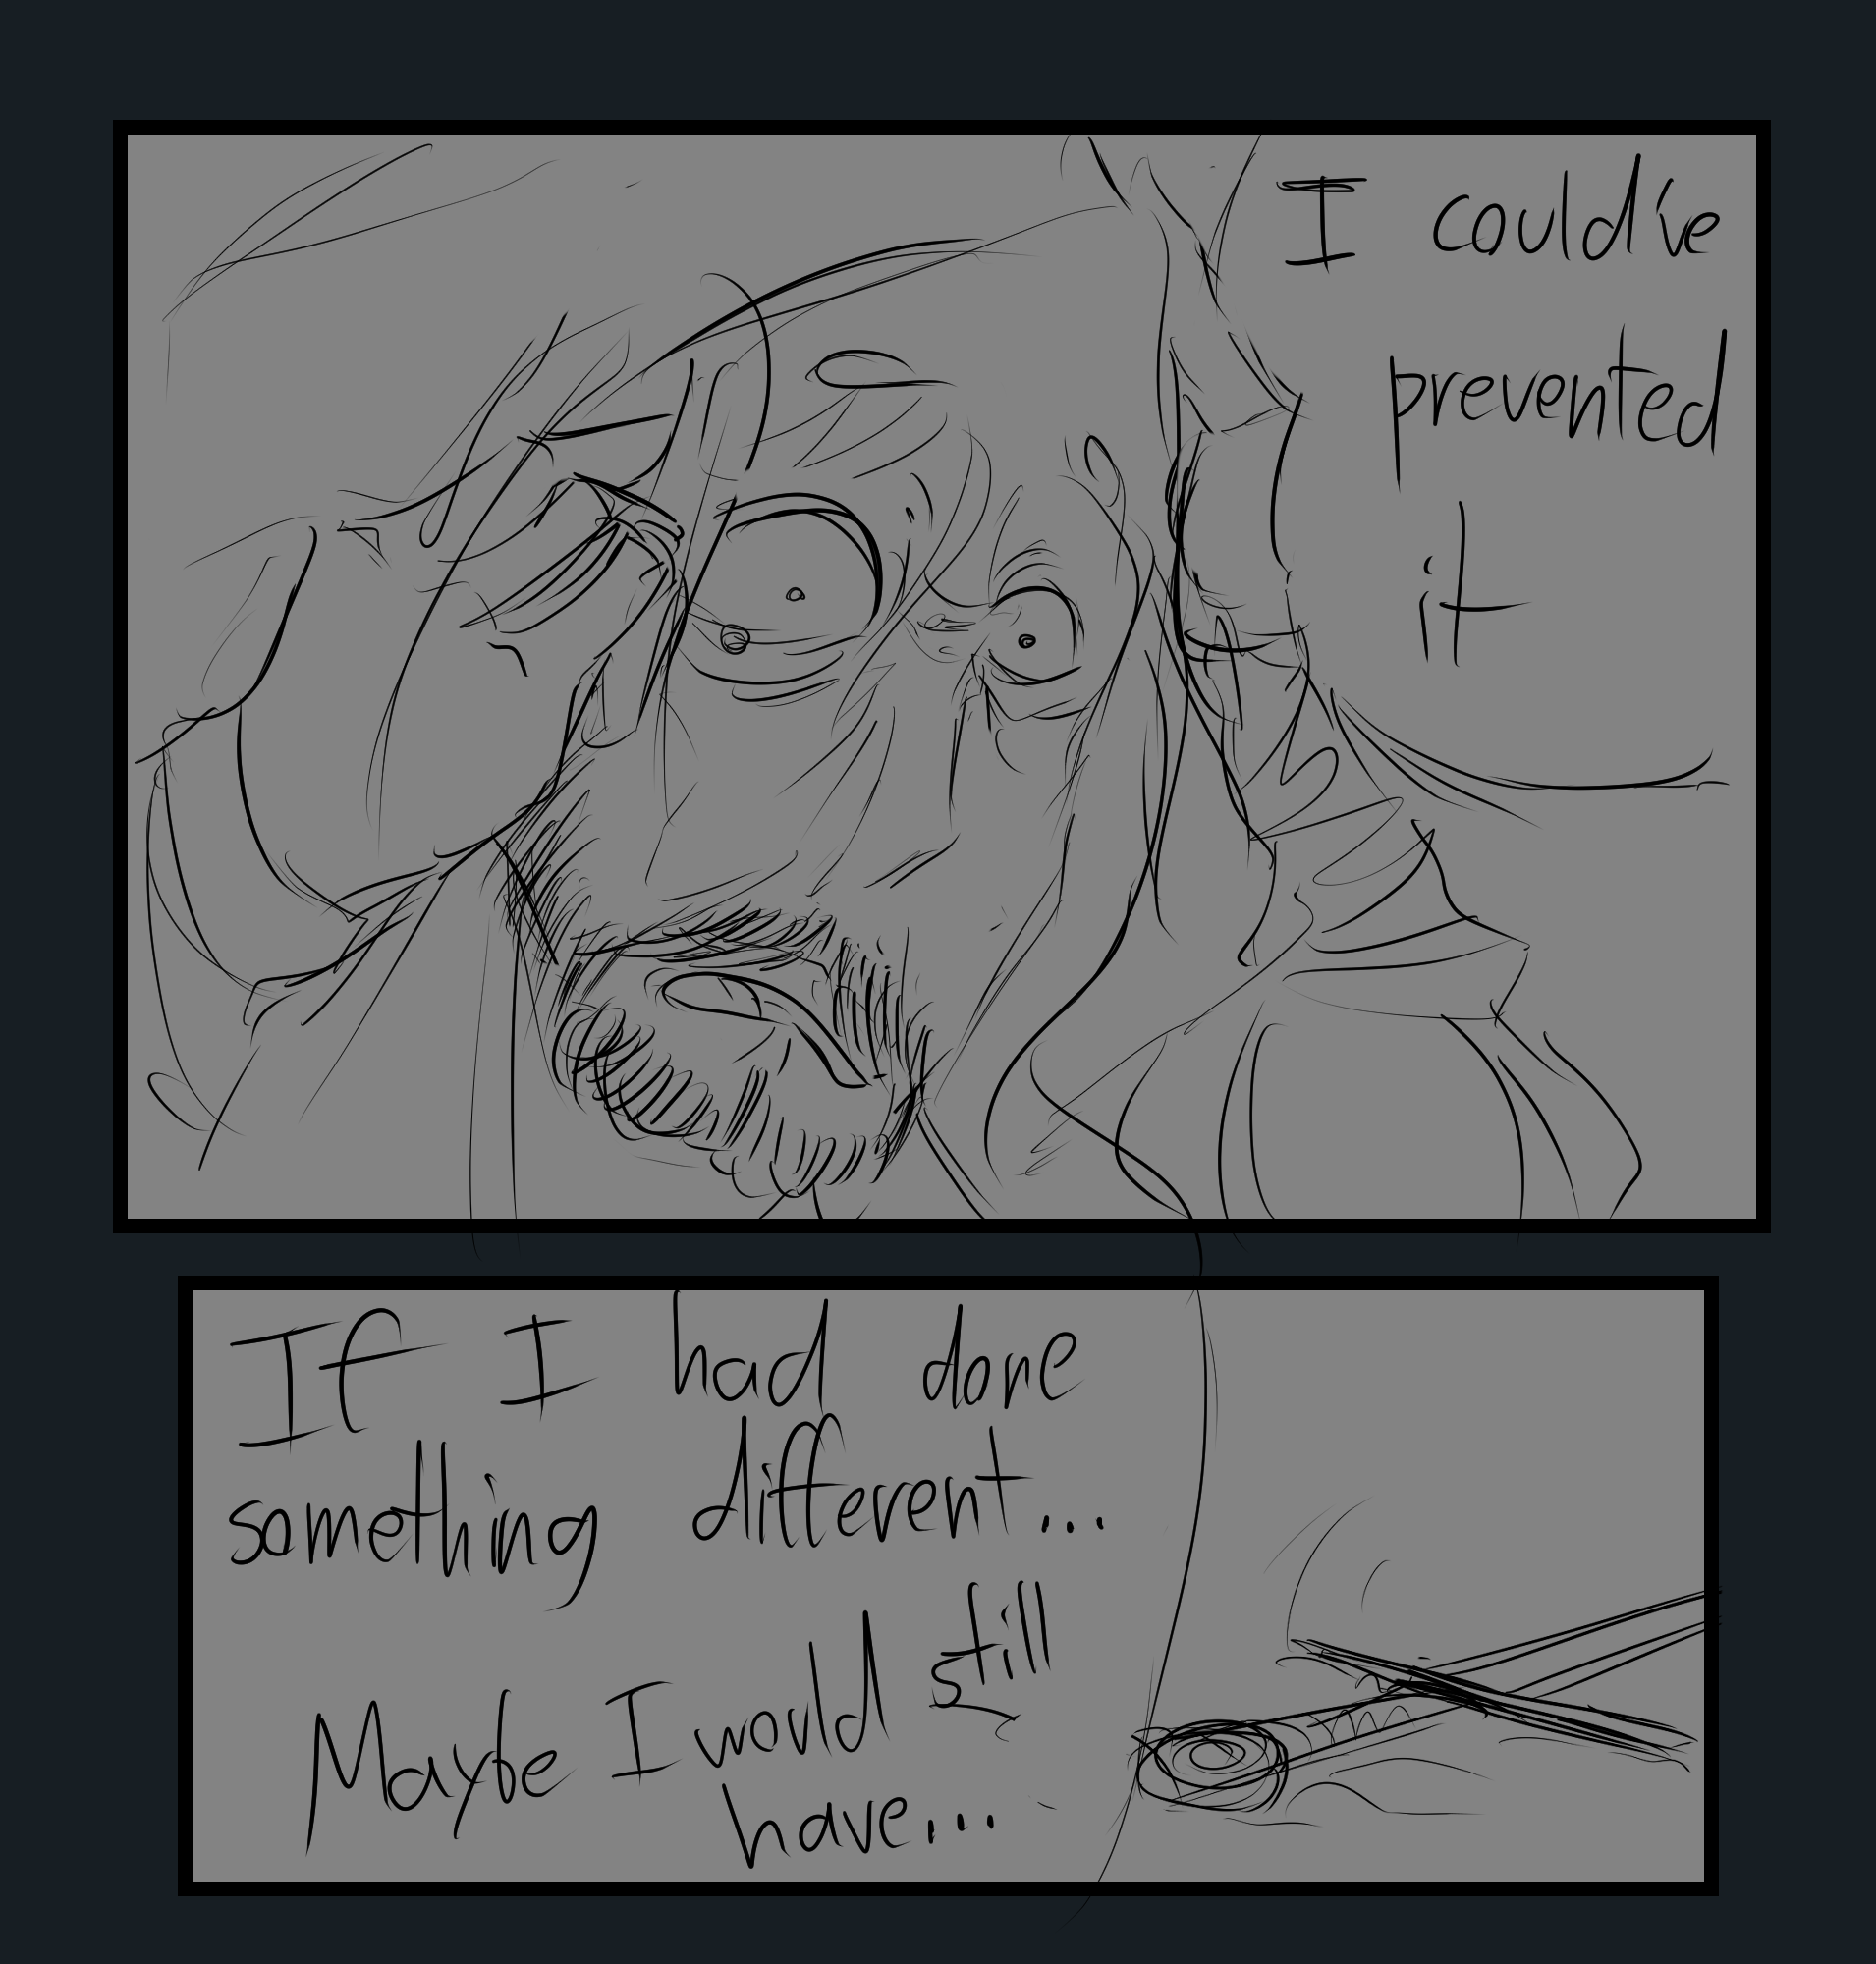 I could've
prevented
it
If I had done
something different...
Maybe I would still
have...